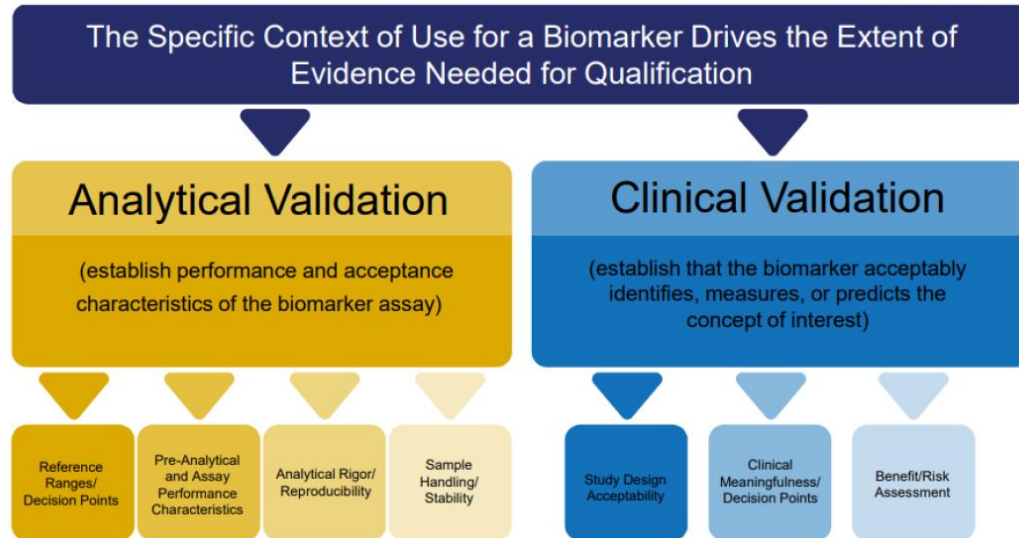 The Specific Context of Use for a Biomarker Drives the Extent of
Evidence Needed for Qualification
Analytical Validation
(establish performance and acceptance
characteristics of the biomarker assay)
Clinical Validation
(establish that the biomarker acceptably
identifies, measures, or predicts the
concept of interest)
Reference
Ranges/
Decision Points
Pre-Analytical
and Assay
Performance
Characteristics
Analytical Rigor/
Reproducibility
Sample
Handling/
Stability
Study Design
Acceptability
Clinical
Meaningfulness/
Decision Points
Benefit/Risk
Assessment